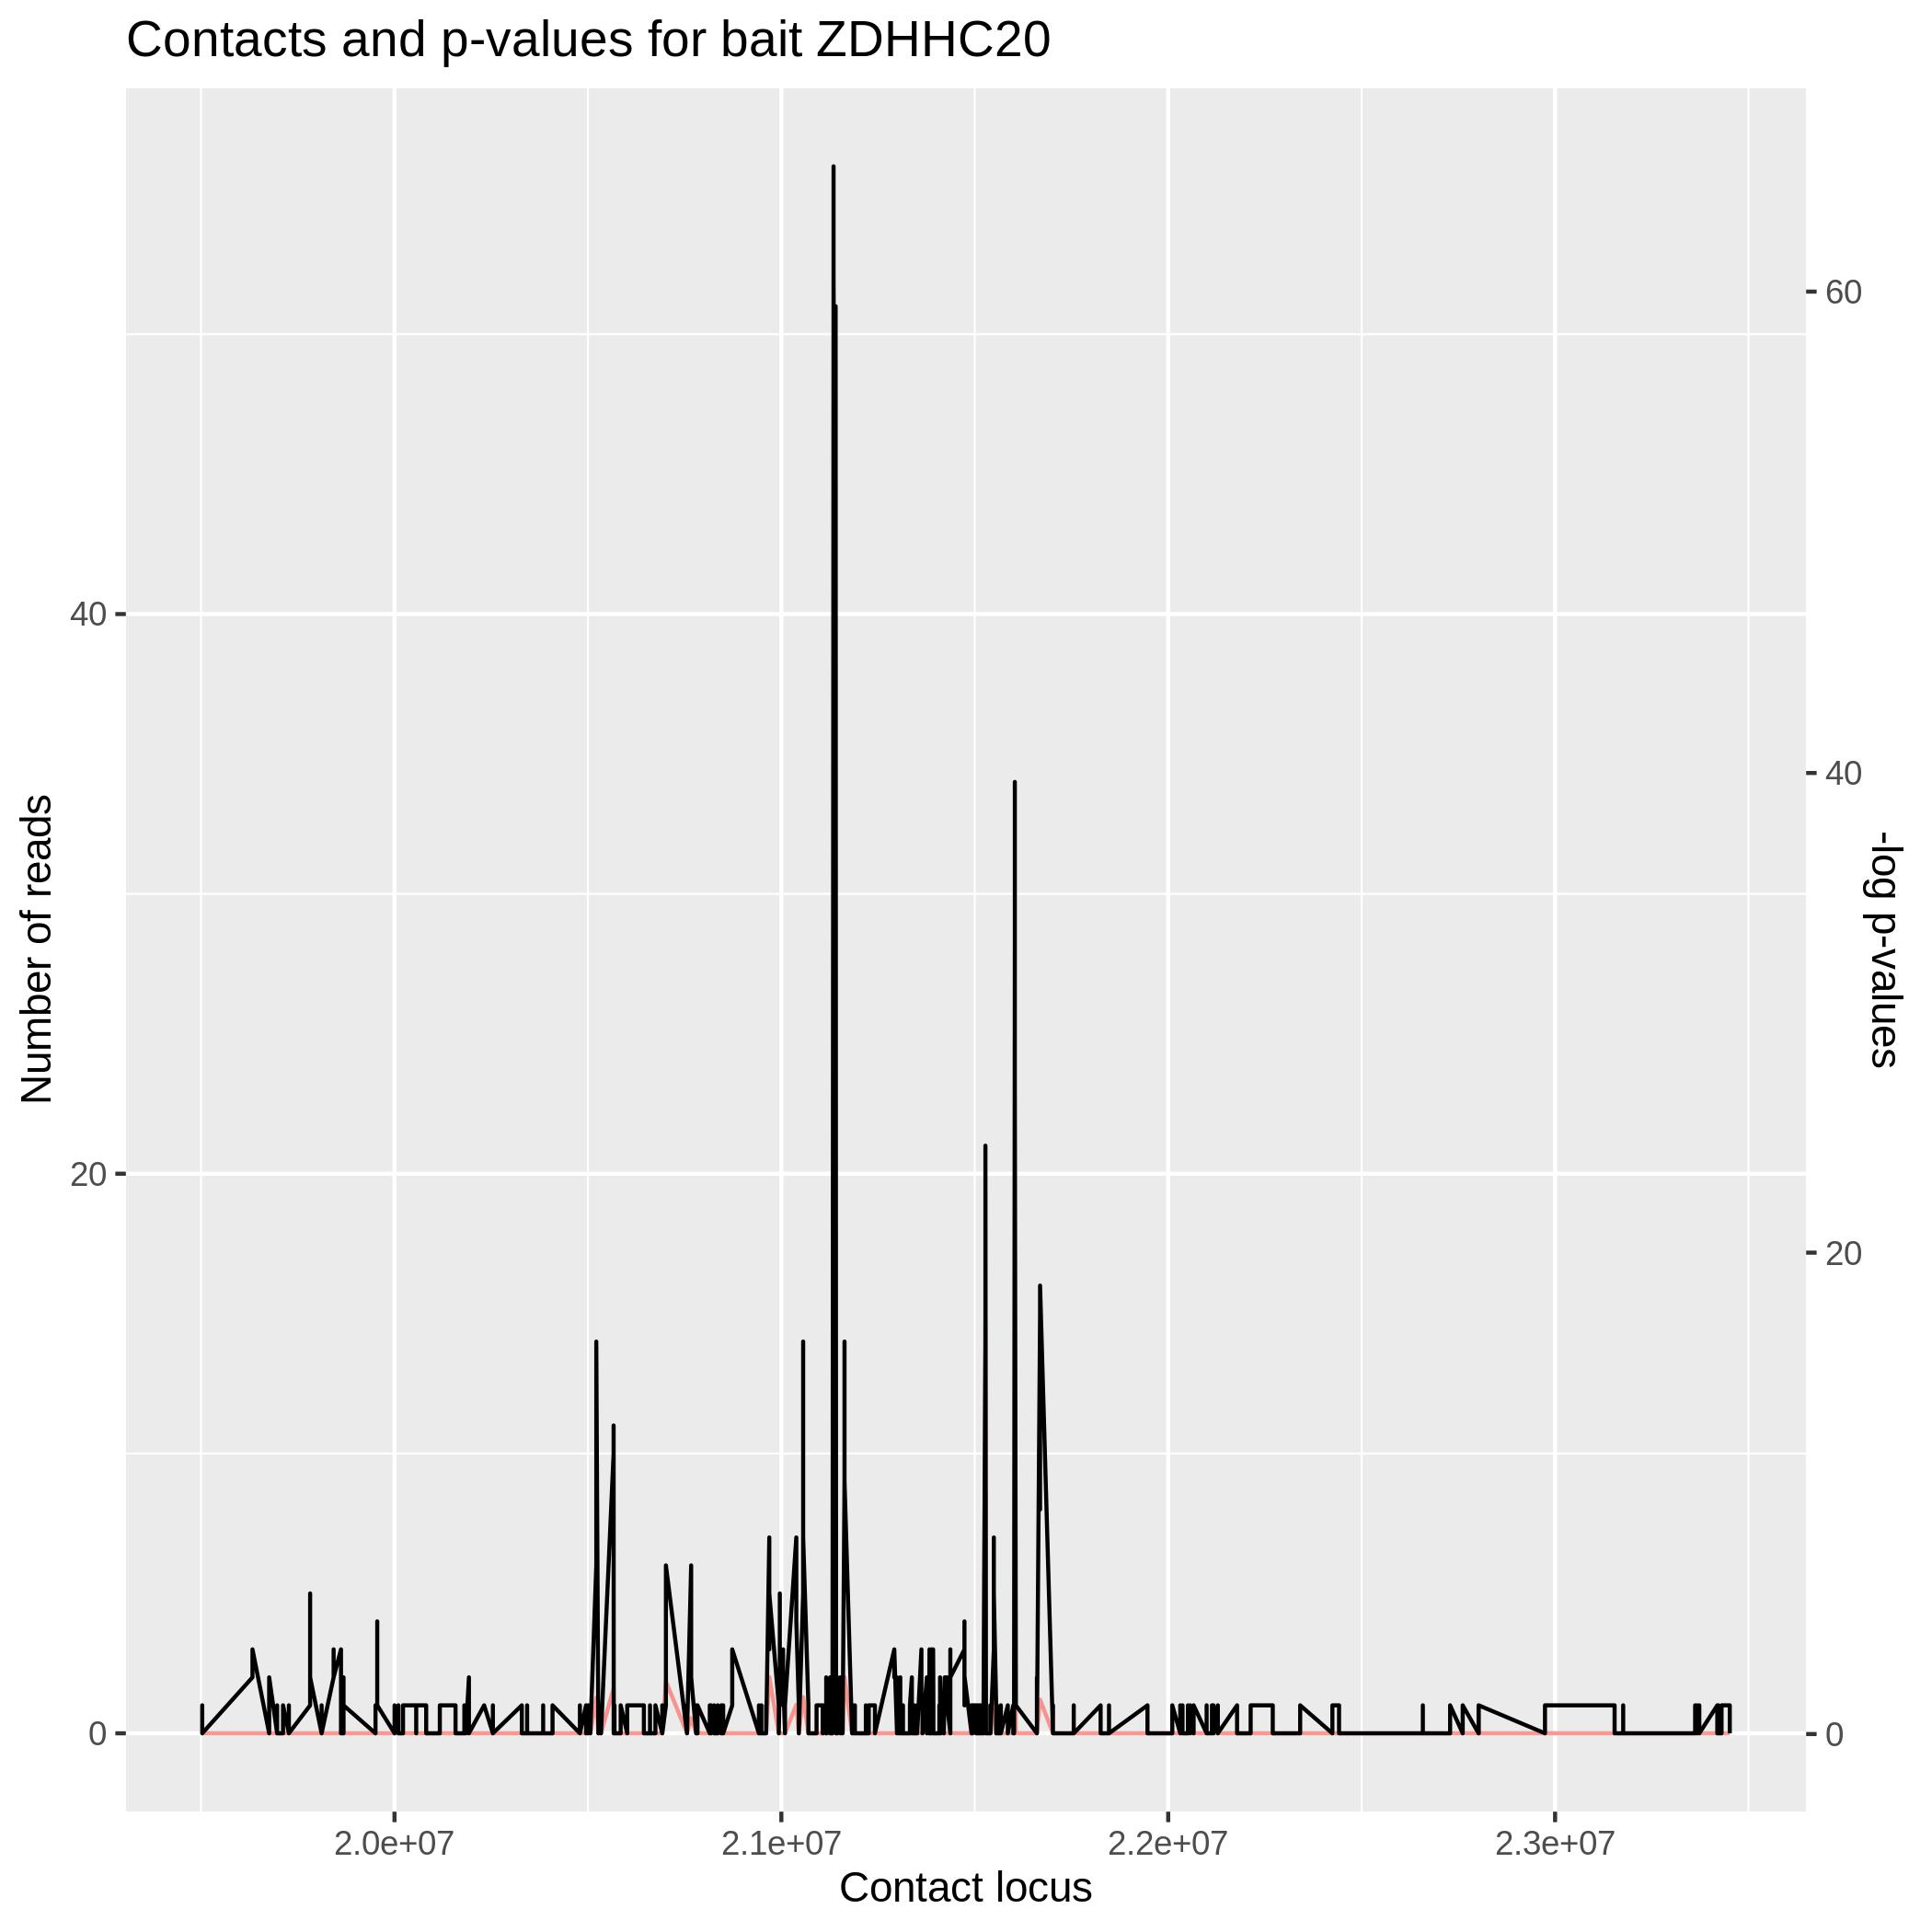 Contacts and p-values for bait ZDHHC20
60
40
40
20
20
0
0
Number of reads
-log p-values
2.0e+07
2.1e+07
2.2e+07
2.3e+07
Contact locus